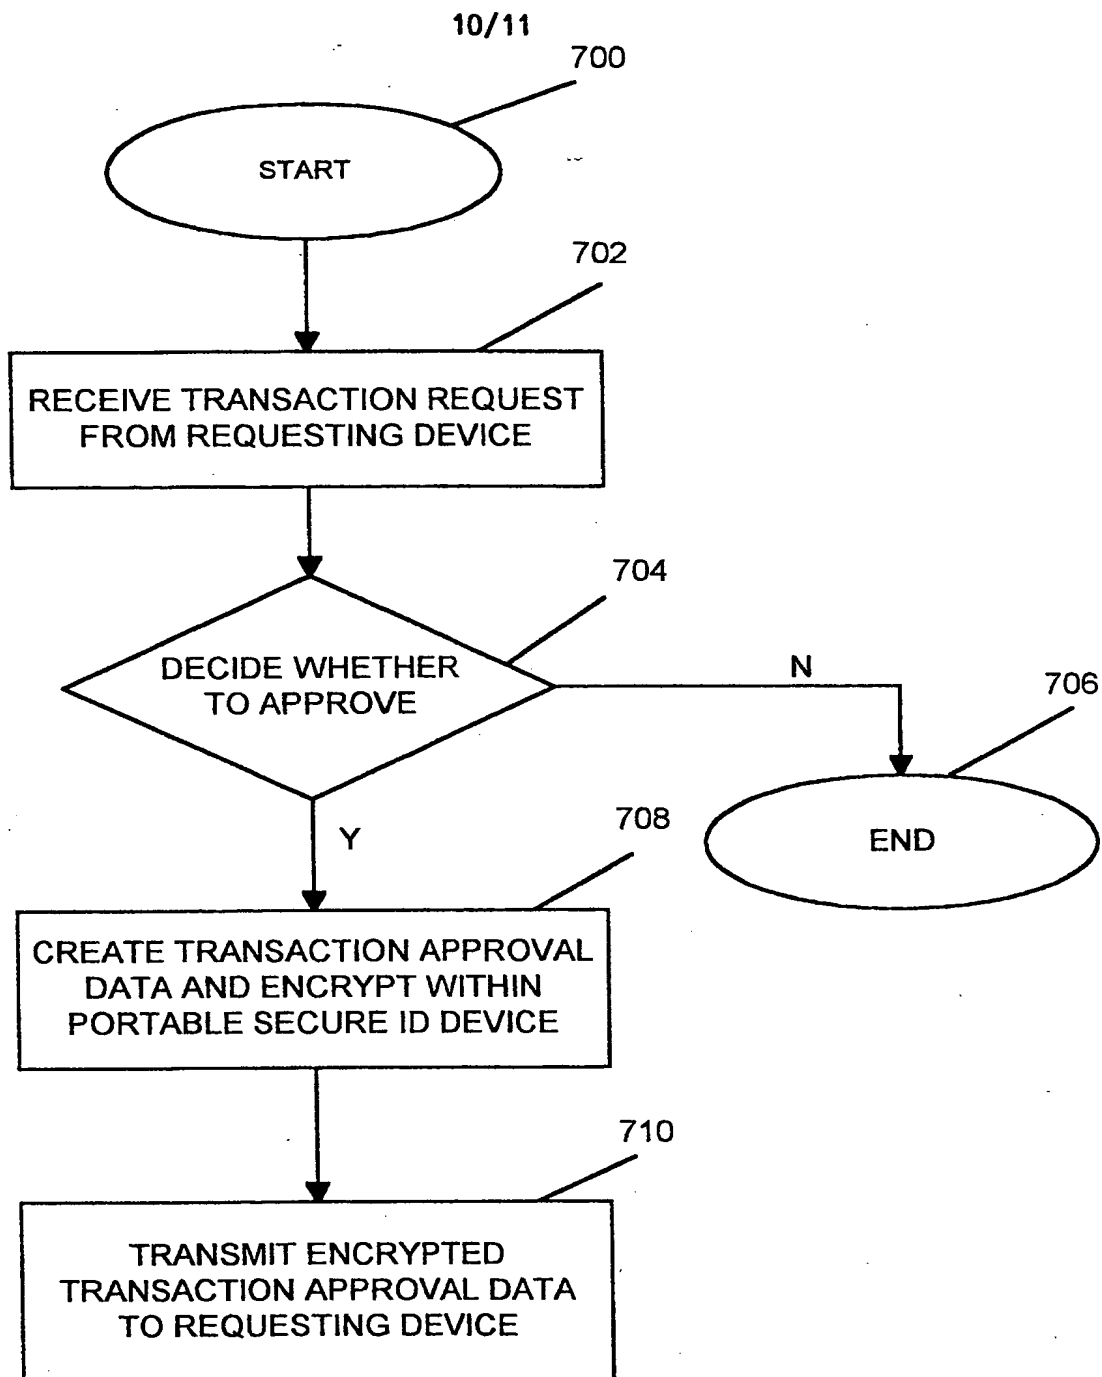 10/11
700
START
702
RECEIVE TRANSACTION REQUEST
FROM REQUESTING DEVICE
704
DECIDE WHETHER
TO APPROVE
N
706
END
Y
708
CREATE TRANSACTION APPROVAL
DATA AND ENCRYPT WITHIN
PORTABLE SECURE ID DEVICE
710
TRANSMIT ENCRYPTED
TRANSACTION APPROVAL DATA
TO REQUESTING DEVICE